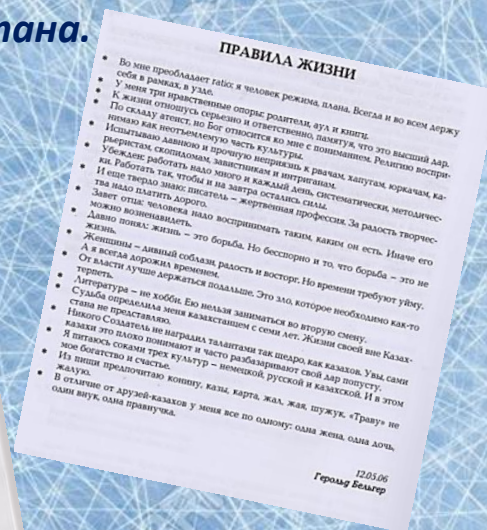 тана.
ПРАВИЛА ЖИЗНИ
• Во мне преобладает ratio: я человек режима, плана. Всегда и во всем держу
себя в рамках, в узде.
• У меня три нравственные опоры: родители, аул и книги.
• К жизни отношусь серьезно и ответственно, памятуя, что это высший дар.
• По складу атеист, но Бог относится ко мне с пониманием. Религию воспри-
нимаю как неотъемлемую часть культуры.
• Испытываю давнюю и прочную неприязнь к рвачам, хапугам, юркачам, ка-
рьеристам, скопидомам, завистникам и интриганам.
• Убежден: работать надо много и каждый день, систематически, методичес-
ки. Работать так, чтобы и на завтра остались силы.
• И еще твердо знаю: писатель – жертвенная профессия. За радость творчес-
тва надо платить дорого.
• Завет отца: человека надо воспринимать таким, каким он есть. Иначе его
можно возненавидеть.
• Давно понял: жизнь – это борьба. Но бесспорно и то, что борьба – это не
жизнь.
• Женщины – дивный соблазн, радость и восторг. Но времени требуют уйму.
А я всегда дорожил временем.
• От власти лучше держаться подальше. Это зло, которое необходимо как-то
терпеть.
• Литература – не хобби. Ею нельзя заниматься во вторую смену.
• Судьба определила меня казахстанцем с семи лет. Жизни своей вне Казах-
стана не представляю.
• Никого Создатель не наградил талантами так щедро, как казахов. Увы, сами
казахи это плохо понимают и часто разбазаривают свой дар попусту.
• Я питаюсь соками трех культур – немецкой, русской и казахской. И в этом
мое богатство и счастье.
• Из пищи предпочитаю конину, казы, карта, жал, жая, шужук. «Траву» не
жалую.
• В отличие от друзей-казахов у меня все по одному: одна жена, одна дочь,
один внук, одна правнучка.
12.05.06
Герольд Бельгер